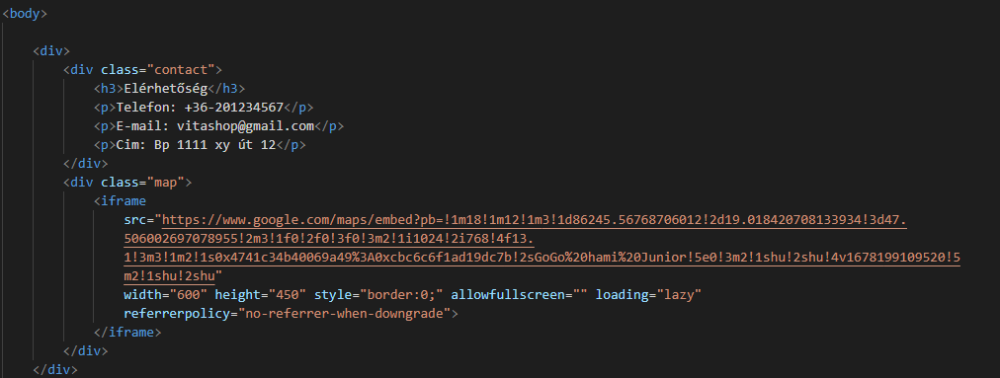 <body>
<div>
<div class="contact">
<h3>Elérhetőség</h3>
<p>Telefon: +36-201234567</p>
<p>E-mail: vitashop@gmail.com</p>
<p>Cim: Bp 1111 xy út 12</p>
</div>
<div class="map">
<iframe
src="https://www.google.com/maps/embed?pb=!1m18!1m12!1m3!1d86245.56768706012!2d19.018420708133934!3d47.
506002697078955!2m3!1f0!2f0!3f0!3m2!1i1024!2i768!4f13.
1!3m3!1m2!1s0x4741c34b40069a49%3A0xcbc6c6f1ad19dc7b!2sGoGo%20hami%20Junior!5e0!3m2!1shu!2shu!4v1678199109520!5
m2!1shu!2shu"
width="600" height="450" style="border:0;" allowfullscreen="" loading="lazy"
referrerpolicy="no-referrer-when-downgrade">
</iframe>
</div>
</div>